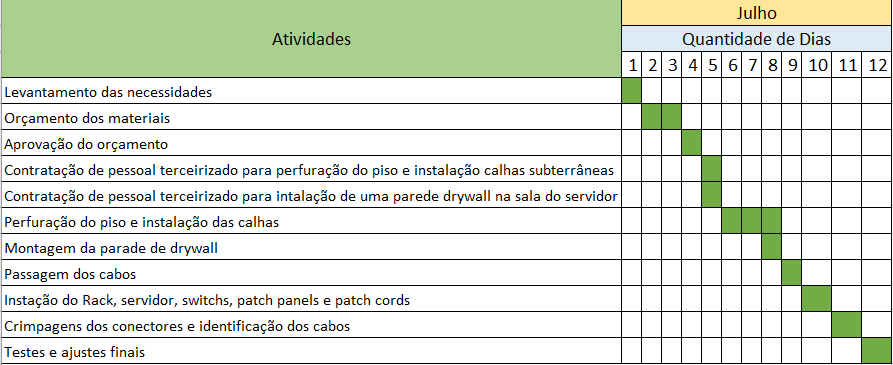 Atividades
Julho
Quantidade de Dias
1 2 3 4 5 6 7 8 9 10 11 12
Levantamento das necessidades
Orçamento dos materiais
Aprovação do orçamento
Contratação de pessoal terceirizado para perfuração do piso e instalação calhas subterrâneas
Contratação de pessoal terceirizado para intalação de uma parede drywall na sala do servidor
Perfuração do piso e instalação das calhas
Montagem da parade de drywall
Passagem dos cabos
Instação do Rack, servidor, switchs, patch panels e patch cords
Crimpagens dos conectores e identificação dos cabos
Testes e ajustes finais